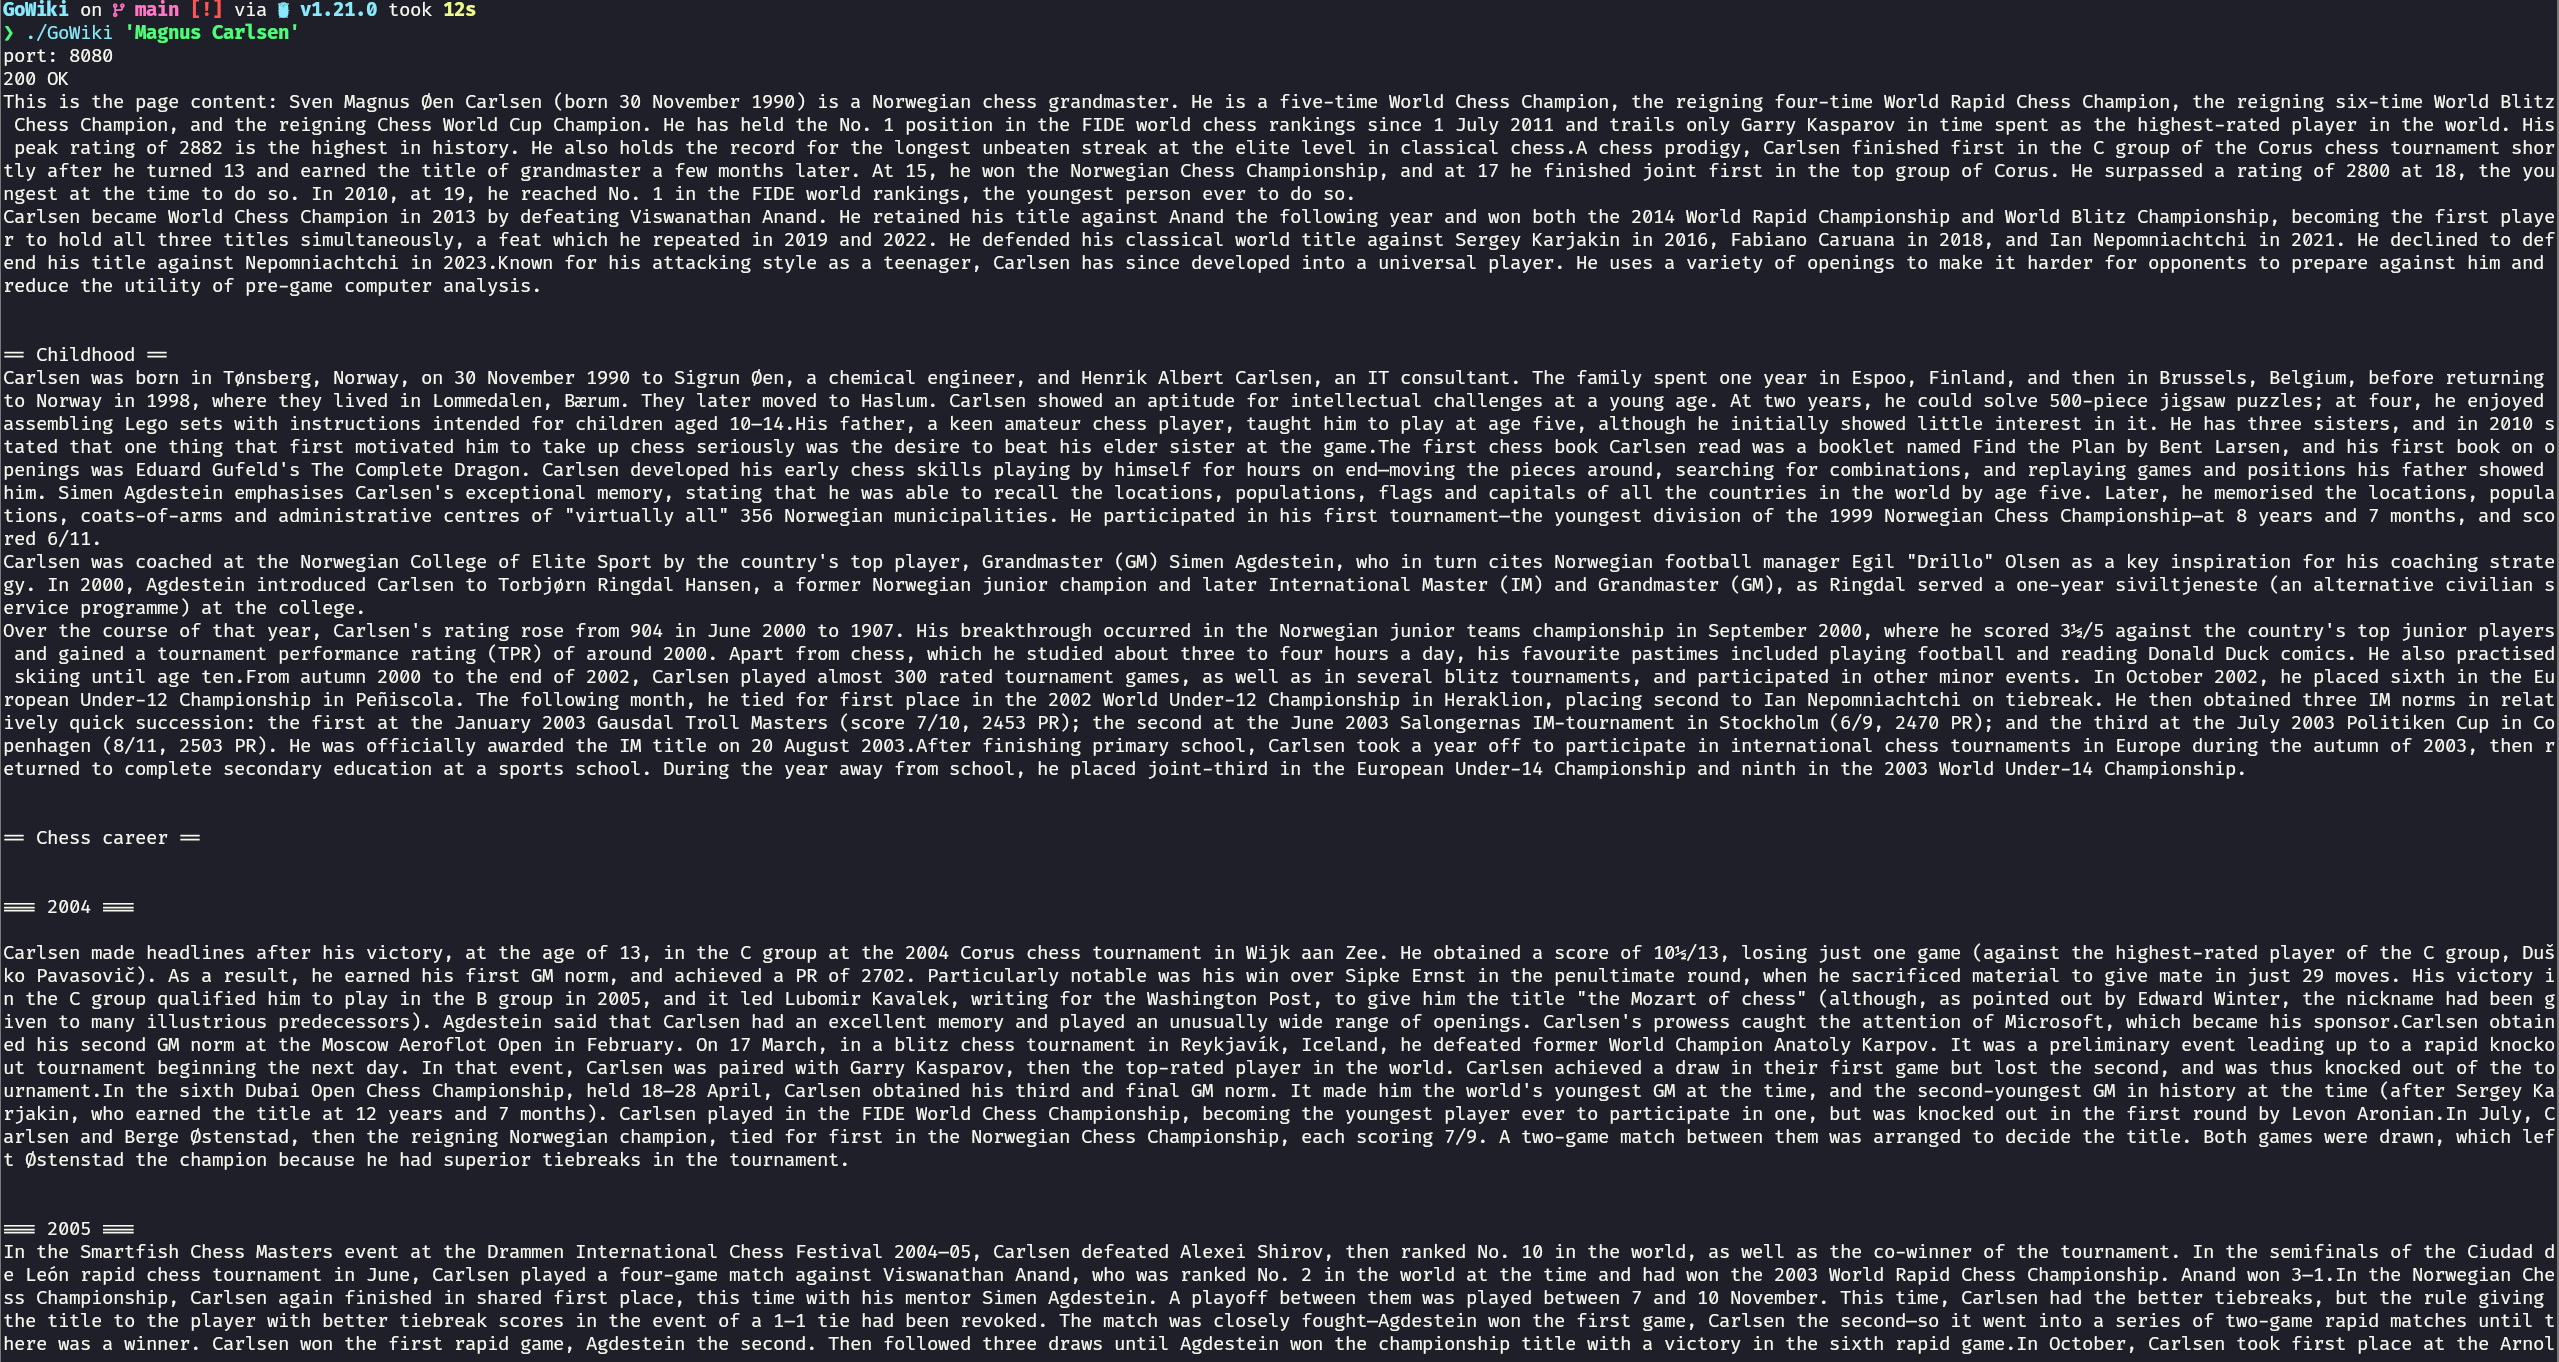 GoWiki on main [!] via v1.21.0 took 12s
❯ ./GoWiki 'Magnus Carlsen'
port: 8080
200 OK
This is the page content: Sven Magnus Øen Carlsen (born 30 November 1990) is a Norwegian chess grandmaster. He is a five-time World Chess Champion, the reigning four-time World Rapid Chess Champion, the reigning six-time World Blitz
 Chess Champion, and the reigning Chess World Cup Champion. He has held the No. 1 position in the FIDE world chess rankings since 1 July 2011 and trails only Garry Kasparov in time spent as the highest-rated player in the world. His
 peak rating of 2882 is the highest in history. He also holds the record for the longest unbeaten streak at the elite level in classical chess.A chess prodigy, Carlsen finished first in the C group of the Corus chess tournament shor
tly after he turned 13 and earned the title of grandmaster a few months later. At 15, he won the Norwegian Chess Championship, and at 17 he finished joint first in the top group of Corus. He surpassed a rating of 2800 at 18, the you
ngest at the time to do so. In 2010, at 19, he reached No. 1 in the FIDE world rankings, the youngest person ever to do so.
Carlsen became World Chess Champion in 2013 by defeating Viswanathan Anand. He retained his title against Anand the following year and won both the 2014 World Rapid Championship and World Blitz Championship, becoming the first playe
r to hold all three titles simultaneously, a feat which he repeated in 2019 and 2022. He defended his classical world title against Sergey Karjakin in 2016, Fabiano Caruana in 2018, and Ian Nepomniachtchi in 2021. He declined to def
end his title against Nepomniachtchi in 2023.Known for his attacking style as a teenager, Carlsen has since developed into a universal player. He uses a variety of openings to make it harder for opponents to prepare against him and
reduce the utility of pre-game computer analysis.
== Childhood ==
Carlsen was born in Tønsberg, Norway, on 30 November 1990 to Sigrun Øen, a chemical engineer, and Henrik Albert Carlsen, an IT consultant. The family spent one year in Espoo, Finland, and then in Brussels, Belgium, before returning
to Norway in 1998, where they lived in Lommedalen, Bærum. They later moved to Haslum. Carlsen showed an aptitude for intellectual challenges at a young age. At two years, he could solve 500-piece jigsaw puzzles; at four, he enjoyed
assembling Lego sets with instructions intended for children aged 10–14.His father, a keen amateur chess player, taught him to play at age five, although he initially showed little interest in it. He has three sisters, and in 2010 s
tated that one thing that first motivated him to take up chess seriously was the desire to beat his elder sister at the game.The first chess book Carlsen read was a booklet named Find the Plan by Bent Larsen, and his first book on o
penings was Eduard Gufeld's The Complete Dragon. Carlsen developed his early chess skills playing by himself for hours on end—moving the pieces around, searching for combinations, and replaying games and positions his father showed
him. Simen Agdestein emphasises Carlsen's exceptional memory, stating that he was able to recall the locations, populations, flags and capitals of all the countries in the world by age five. Later, he memorised the locations, popula
tions, coats-of-arms and administrative centres of "virtually all" 356 Norwegian municipalities. He participated in his first tournament—the youngest division of the 1999 Norwegian Chess Championship—at 8 years and 7 months, and sco
red 6/11.
Carlsen was coached at the Norwegian College of Elite Sport by the country's top player, Grandmaster (GM) Simen Agdestein, who in turn cites Norwegian football manager Egil "Drillo" Olsen as a key inspiration for his coaching strate
gy. In 2000, Agdestein introduced Carlsen to Torbjørn Ringdal Hansen, a former Norwegian junior champion and later International Master (IM) and Grandmaster (GM), as Ringdal served a one-year siviltjeneste (an alternative civilian s
ervice programme) at the college.
Over the course of that year, Carlsen's rating rose from 904 in June 2000 to 1907. His breakthrough occurred in the Norwegian junior teams championship in September 2000, where he scored 3½/5 against the country's top junior players
 and gained a tournament performance rating (TPR) of around 2000. Apart from chess, which he studied about three to four hours a day, his favourite pastimes included playing football and reading Donald Duck comics. He also practised
 skiing until age ten.From autumn 2000 to the end of 2002, Carlsen played almost 300 rated tournament games, as well as in several blitz tournaments, and participated in other minor events. In October 2002, he placed sixth in the Eu
ropean Under-12 Championship in Peñiscola. The following month, he tied for first place in the 2002 World Under-12 Championship in Heraklion, placing second to Ian Nepomniachtchi on tiebreak. He then obtained three IM norms in relat
ively quick succession: the first at the January 2003 Gausdal Troll Masters (score 7/10, 2453 PR); the second at the June 2003 Salongernas IM-tournament in Stockholm (6/9, 2470 PR); and the third at the July 2003 Politiken Cup in Co
penhagen (8/11, 2503 PR). He was officially awarded the IM title on 20 August 2003.After finishing primary school, Carlsen took a year off to participate in international chess tournaments in Europe during the autumn of 2003, then r
eturned to complete secondary education at a sports school. During the year away from school, he placed joint-third in the European Under-14 Championship and ninth in the 2003 World Under-14 Championship.
== Chess career ==
=== 2004 ===
Carlsen made headlines after his victory, at the age of 13, in the C group at the 2004 Corus chess tournament in Wijk aan Zee. He obtained a score of 10½/13, losing just one game (against the highest-rated player of the C group, Duš
ko Pavasovič). As a result, he earned his first GM norm, and achieved a PR of 2702. Particularly notable was his win over Sipke Ernst in the penultimate round, when he sacrificed material to give mate in just 29 moves. His victory i
n the C group qualified him to play in the B group in 2005, and it led Lubomir Kavalek, writing for the Washington Post, to give him the title "the Mozart of chess" (although, as pointed out by Edward Winter, the nickname had been g
iven to many illustrious predecessors). Agdestein said that Carlsen had an excellent memory and played an unusually wide range of openings. Carlsen's prowess caught the attention of Microsoft, which became his sponsor.Carlsen obtain
ed his second GM norm at the Moscow Aeroflot Open in February. On 17 March, in a blitz chess tournament in Reykjavík, Iceland, he defeated former World Champion Anatoly Karpov. It was a preliminary event leading up to a rapid knocko
ut tournament beginning the next day. In that event, Carlsen was paired with Garry Kasparov, then the top-rated player in the world. Carlsen achieved a draw in their first game but lost the second, and was thus knocked out of the to
urnament.In the sixth Dubai Open Chess Championship, held 18–28 April, Carlsen obtained his third and final GM norm. It made him the world's youngest GM at the time, and the second-youngest GM in history at the time (after Sergey Ka
rjakin, who earned the title at 12 years and 7 months). Carlsen played in the FIDE World Chess Championship, becoming the youngest player ever to participate in one, but was knocked out in the first round by Levon Aronian.In July, C
arlsen and Berge Østenstad, then the reigning Norwegian champion, tied for first in the Norwegian Chess Championship, each scoring 7/9. A two-game match between them was arranged to decide the title. Both games were drawn, which lef
t Østenstad the champion because he had superior tiebreaks in the tournament.
=== 2005 ===
In the Smartfish Chess Masters event at the Drammen International Chess Festival 2004–05, Carlsen defeated Alexei Shirov, then ranked No. 10 in the world, as well as the co-winner of the tournament. In the semifinals of the Ciudad d
e León rapid chess tournament in June, Carlsen played a four-game match against Viswanathan Anand, who was ranked No. 2 in the world at the time and had won the 2003 World Rapid Chess Championship. Anand won 3–1.In the Norwegian Che
ss Championship, Carlsen again finished in shared first place, this time with his mentor Simen Agdestein. A playoff between them was played between 7 and 10 November. This time, Carlsen had the better tiebreaks, but the rule giving
the title to the player with better tiebreak scores in the event of a 1–1 tie had been revoked. The match was closely fought—Agdestein won the first game, Carlsen the second—so it went into a series of two-game rapid matches until t
here was a winner. Carlsen won the first rapid game, Agdestein the second. Then followed three draws until Agdestein won the championship title with a victory in the sixth rapid game.In October, Carlsen took first place at the Arnol